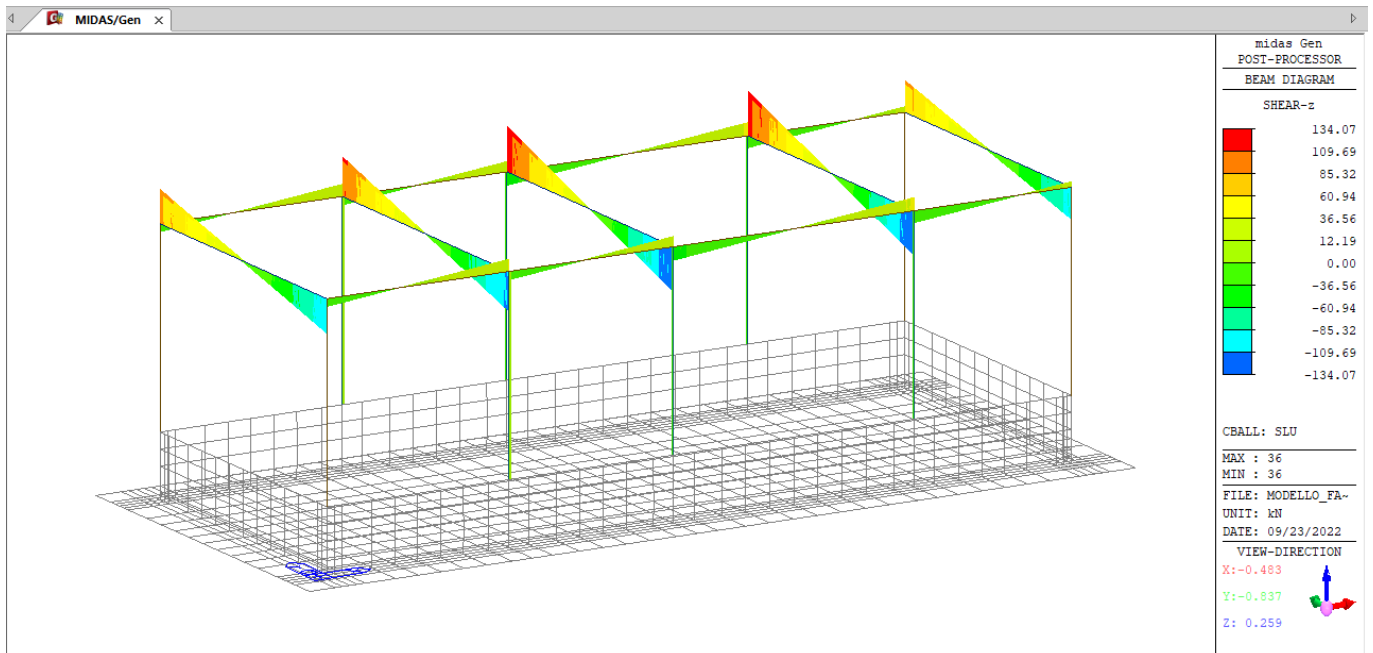 MIDAS/Gen
midas Gen
POST-PROCESSOR
BEAM DIAGRAM
SHEAR-z
134.07
109.69
85.32
60.94
36.56
12.19
0.00
-36.56
-60.94
-85.32
-109.69
-134.07
CBALL: SLU
MAX : 36
MIN : 36
FILE: MODELLO_FA~
UNIT: kN
DATE: 09/23/2022
VIEW-DIRECTION
X:-0.483
Y:-0.837
Z: 0.259